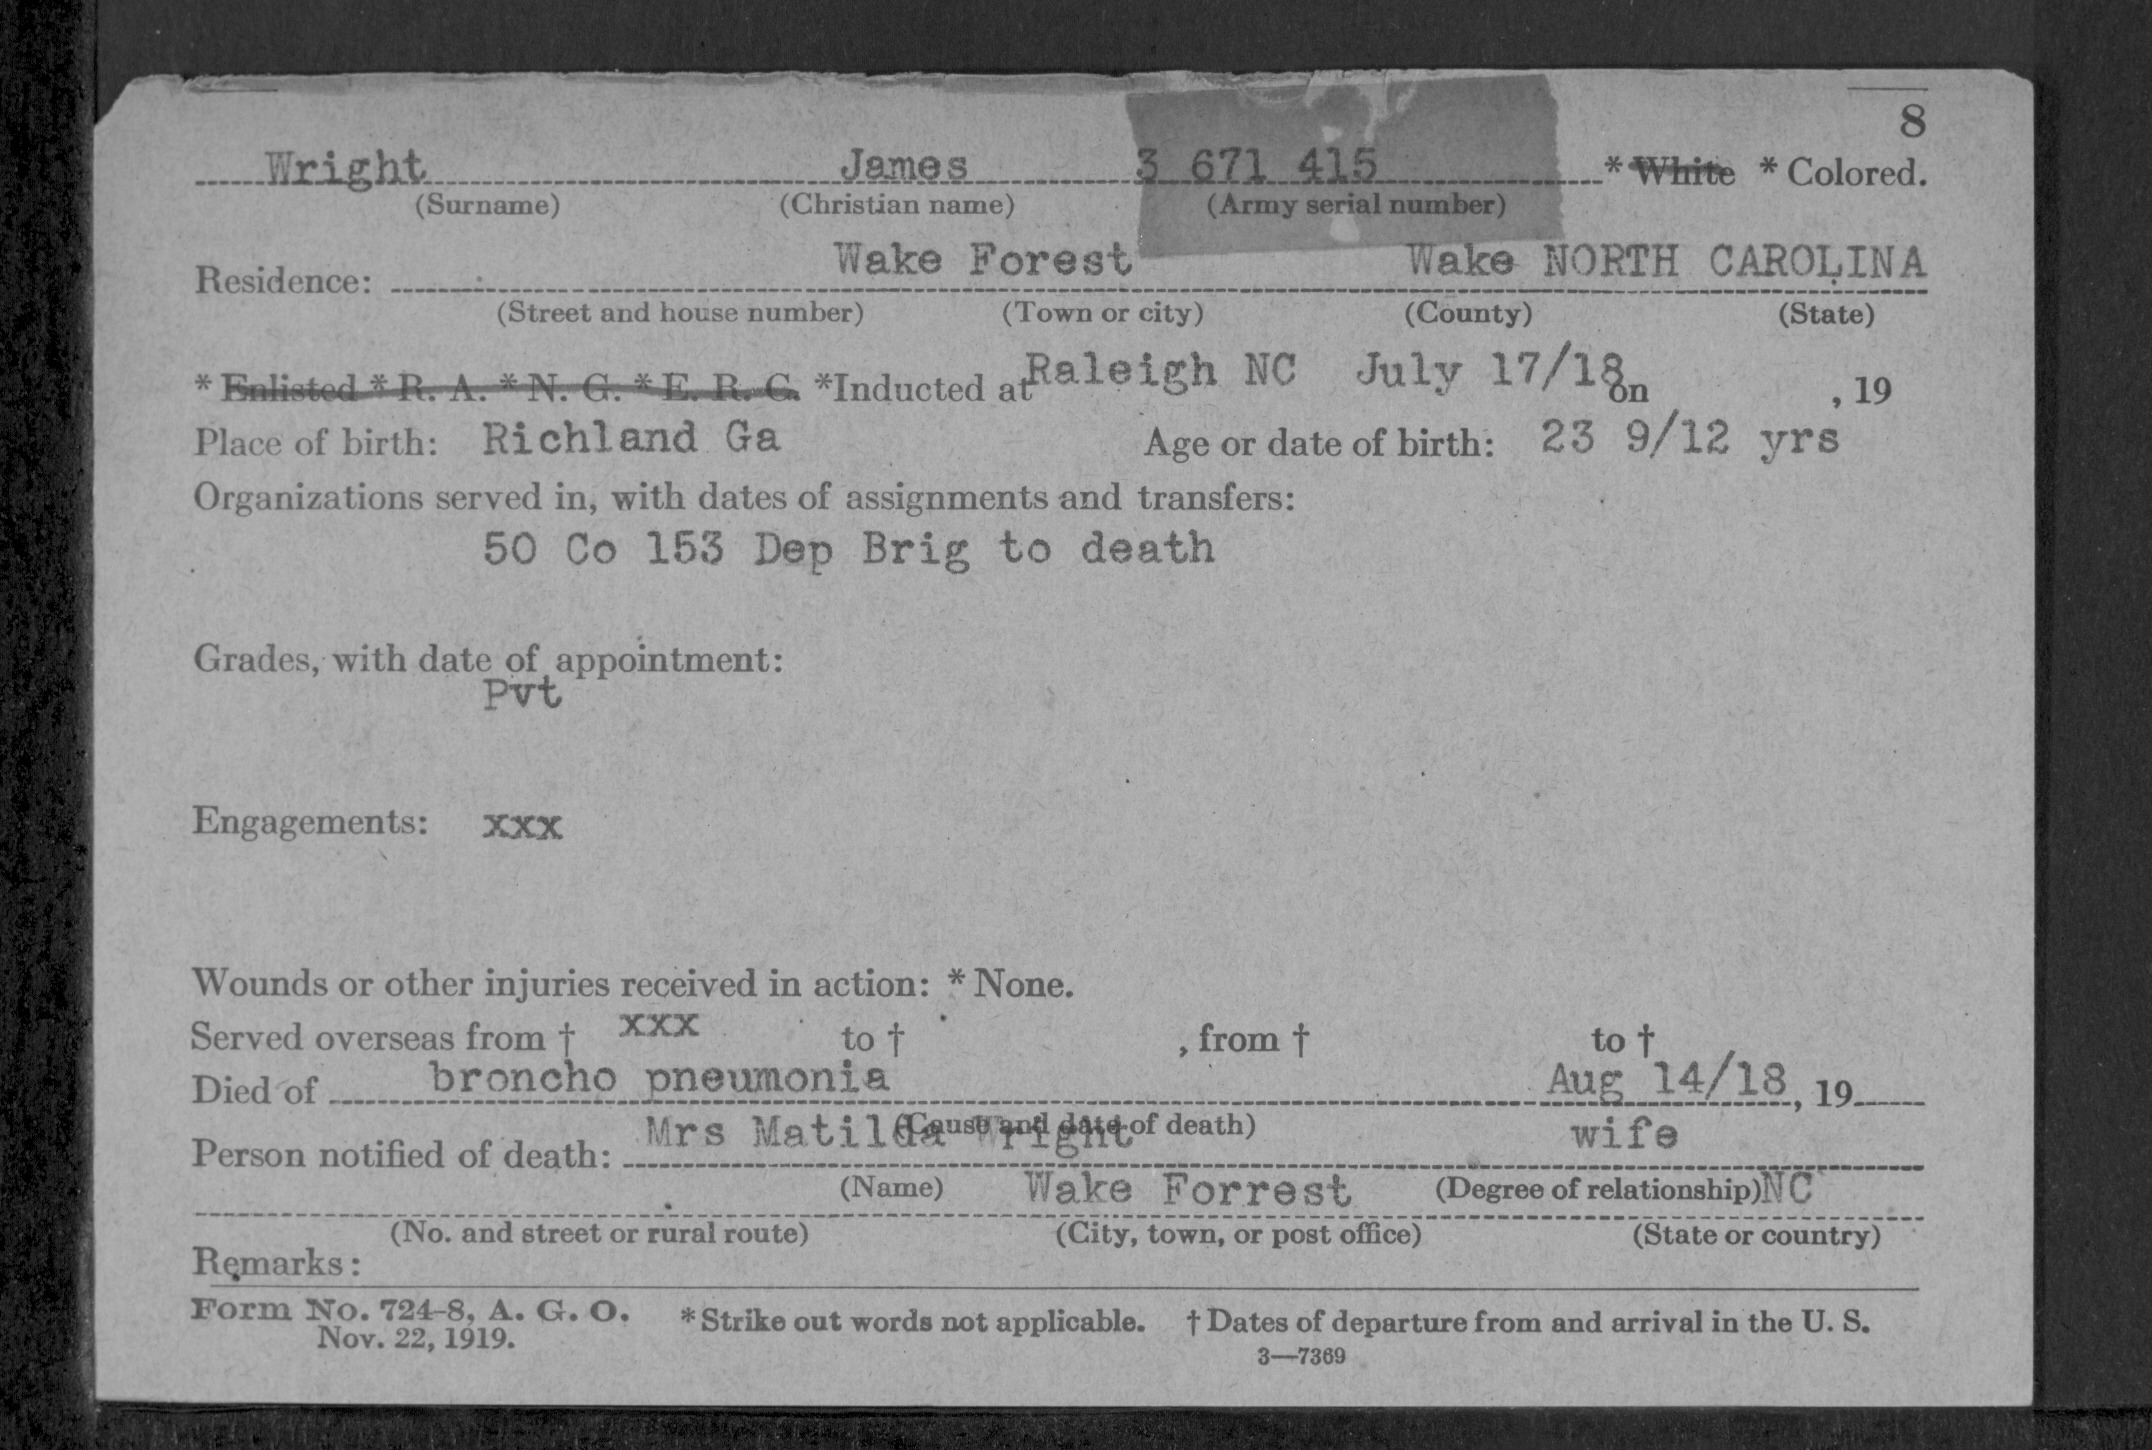 8
Wright James 3 671 415 * White * Colored.
(Surname) (Christian name) (Army serial number)
Residence: Wake Forest Wake NORTH CAROLINA
(Street and house number) (Town or city) (County) (State)
* Enlisted * R. A. * N. G. * E. R. C. *Inducted at Raleigh NC July 17/18 on , 19
Place of birth: Richland Ga Age or date of birth: 23 9/12 yrs
Organizations served in, with dates of assignments and transfers:
50 Co 153 Dep Brig to death
Grades, with date of appointment:
Pvt
Engagements: xxx
Wounds or other injuries received in action: * None.
Served overseas from † xxx to † , from † to †
Died of broncho pneumonia Aug 14/18, 19
(Cause and date of death)
Person notified of death: Mrs Matilda Wright wife
(Name) (Degree of relationship)
Wake Forrest NC
(No. and street or rural route) (City, town, or post office) (State or country)
Remarks:
Form No. 724-8, A. G. O. * Strike out words not applicable. † Dates of departure from and arrival in the U. S.
Nov. 22, 1919.
3—7369